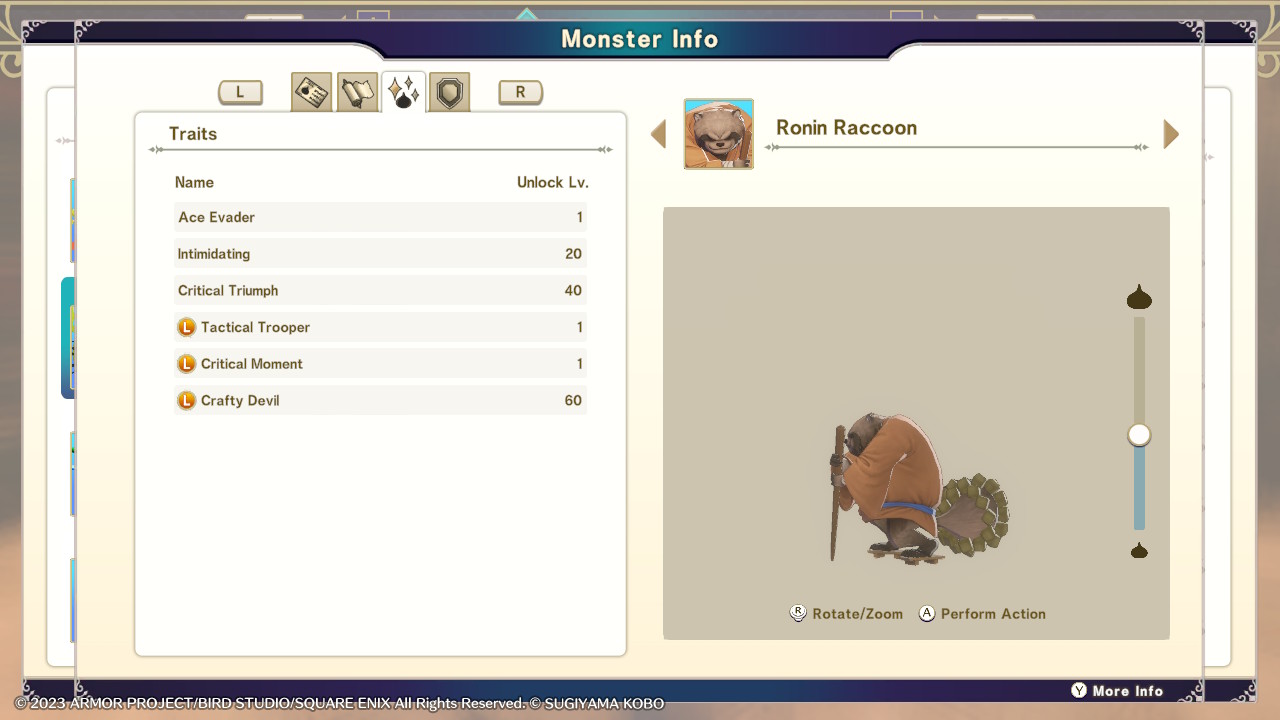 Monster Info
L
R
Traits
Name Unlock Lv.
Ace Evader 1
Intimidating 20
Critical Triumph 40
L Tactical Trooper 1
L Critical Moment 1
L Crafty Devil 60
Ronin Raccoon
R Rotate/Zoom A Perform Action
Y More Info
© 2023 ARMOR PROJECT/BIRD STUDIO/SQUARE ENIX All Rights Reserved. © SUGIYAMA KOBO